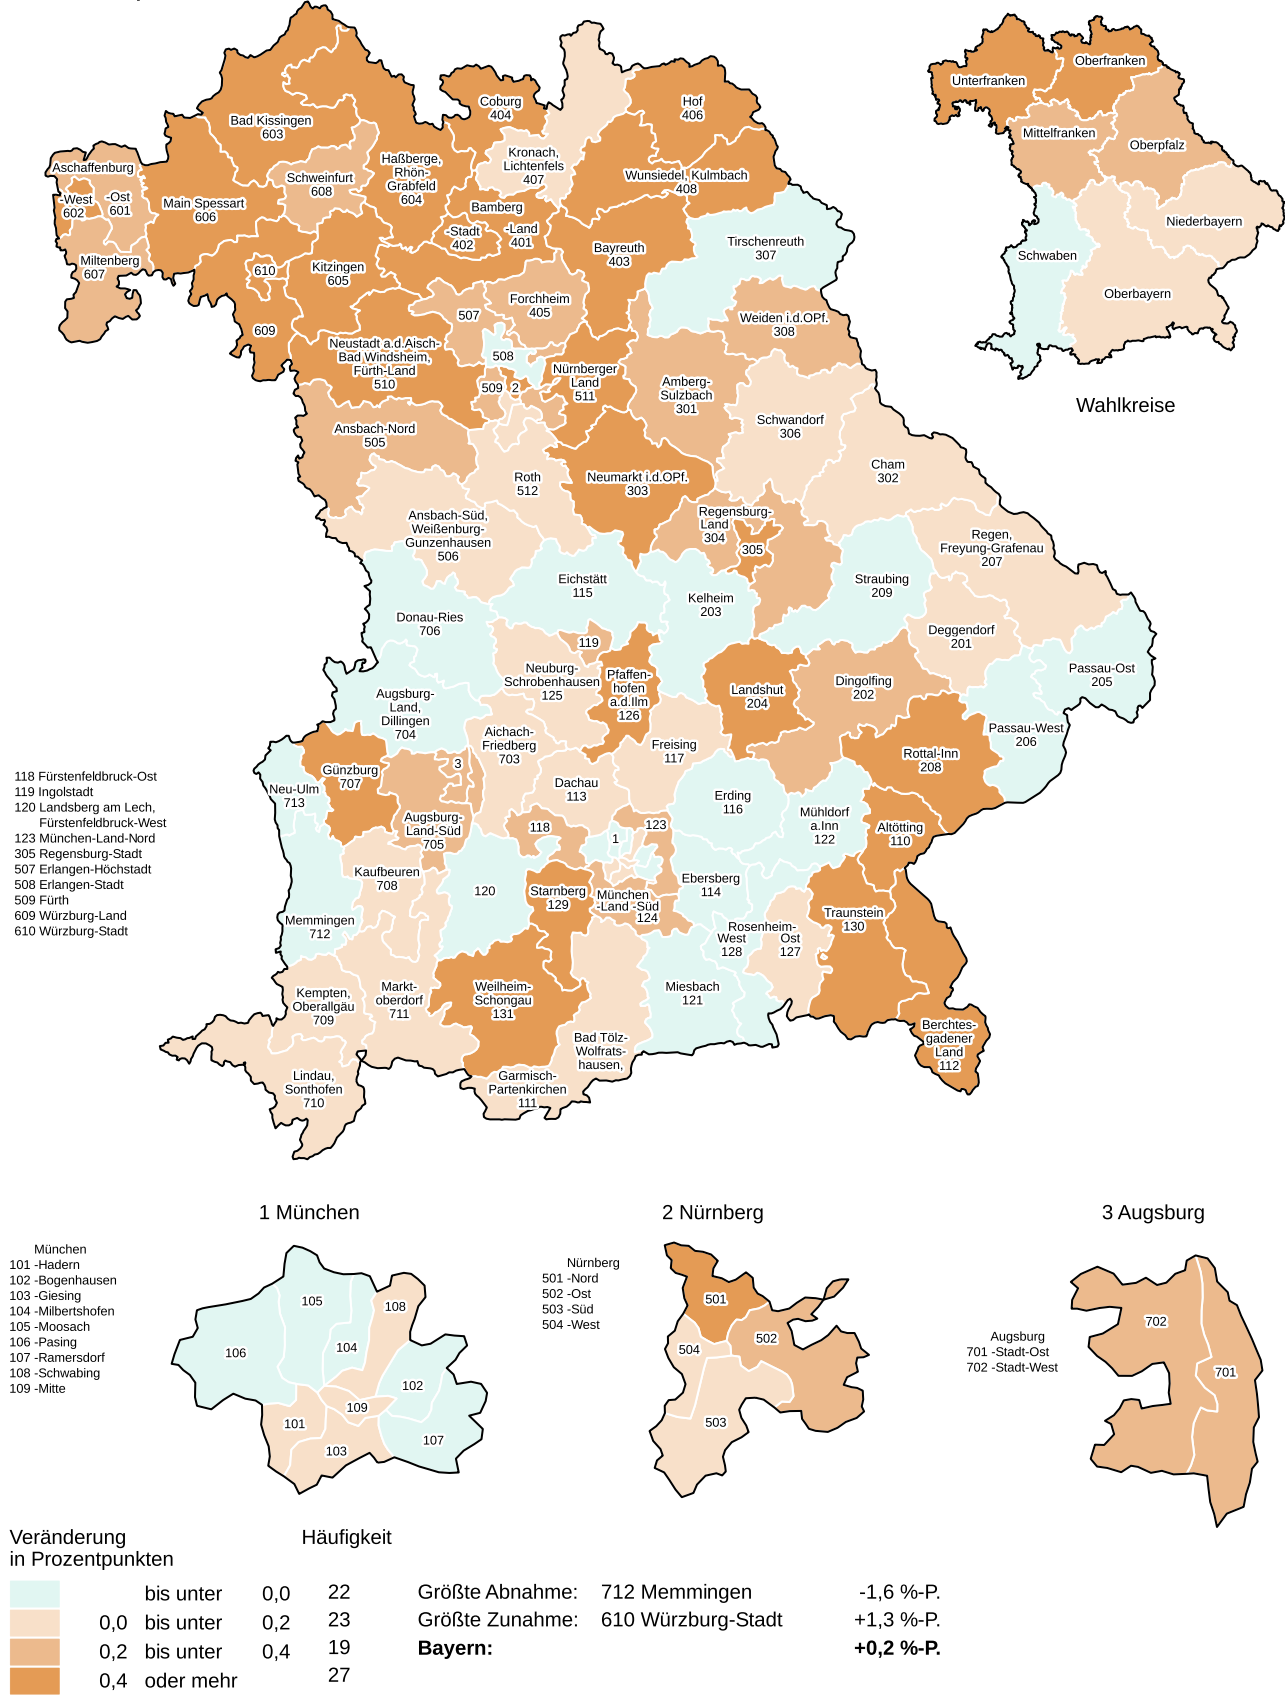 Coburg
404
Hof
406
Bad Kissingen
603
Kronach,
Lichtenfels
407
Haßberge,
Rhön-
Grabfeld
604
Aschaffenburg
-West
602
-Ost
601
Schweinfurt
608
Wunsiedel, Kulmbach
408
Main Spessart
606
Bamberg
-Stadt
402
-Land
401
Bayreuth
403
Tirschenreuth
307
Miltenberg
607
610
Kitzingen
605
Forchheim
405
507
Weiden i.d.OPf.
308
609
Neustadt a.d.Aisch-
Bad Windsheim,
Fürth-Land
510
508
509
2
Nürnberger
Land
511
Amberg-
Sulzbach
301
Schwandorf
306
Ansbach-Nord
505
Cham
302
Roth
512
Neumarkt i.d.OPf.
303
Ansbach-Süd,
Weißenburg-
Gunzenhausen
506
Regensburg-
Land
304
305
Regen,
Freyung-Grafenau
207
Eichstätt
115
Straubing
209
Kelheim
203
Donau-Ries
706
Deggendorf
201
119
Neuburg-
Schrobenhausen
125
Pfaffen-
hofen
a.d.Ilm
126
Passau-Ost
205
Landshut
204
Dingolfing
202
Augsburg-
Land,
Dillingen
704
Aichach-
Friedberg
703
Passau-West
206
Freising
117
Rottal-Inn
208
Günzburg
707
3
Neu-Ulm
713
Dachau
113
Erding
116
Mühldorf
a.Inn
122
Augsburg-
Land-Süd
705
118
1
123
Altötting
110
Kaufbeuren
708
120
Starnberg
129
München
-Land -Süd
124
Ebersberg
114
Memmingen
712
Traunstein
130
Rosenheim-
West
128
Ost
127
Kempten,
Oberallgäu
709
Markt-
oberdorf
711
Weilheim-
Schongau
131
Miesbach
121
Berchtes-
gadener
Land
112
Bad Tölz-
Wolfrats-
hausen,
Garmisch-
Partenkirchen
111
Lindau,
Sonthofen
710
Unterfranken
Oberfranken
Mittelfranken
Oberpfalz
Niederbayern
Schwaben
Oberbayern
Wahlkreise
118 Fürstenfeldbruck-Ost
119 Ingolstadt
120 Landsberg am Lech,
Fürstenfeldbruck-West
123 München-Land-Nord
305 Regensburg-Stadt
507 Erlangen-Höchstadt
508 Erlangen-Stadt
509 Fürth
609 Würzburg-Land
610 Würzburg-Stadt
1 München
München
101 -Hadern
102 -Bogenhausen
103 -Giesing
104 -Milbertshofen
105 -Moosach
106 -Pasing
107 -Ramersdorf
108 -Schwabing
109 -Mitte
105
108
106
104
102
109
101
103
107
2 Nürnberg
Nürnberg
501 -Nord
502 -Ost
503 -Süd
504 -West
501
502
504
503
3 Augsburg
Augsburg
701 -Stadt-Ost
702 -Stadt-West
702
701
Veränderung
in Prozentpunkten
Häufigkeit
bis unter 0,0 22
0,0 bis unter 0,2 23
0,2 bis unter 0,4 19
0,4 oder mehr 27
Größte Abnahme: 712 Memmingen -1,6 %-P.
Größte Zunahme: 610 Würzburg-Stadt +1,3 %-P.
Bayern: +0,2 %-P.